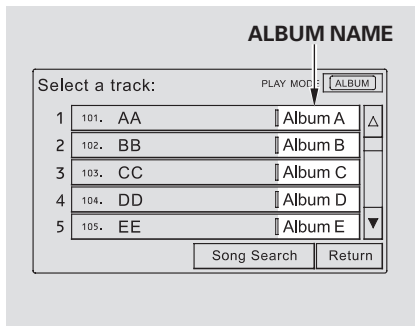 ALBUM NAME
Select a track: PLAY MODE ALBUM
1 101. AA Album A
2 102. BB Album B
3 103. CC Album C
4 104. DD Album D
5 105. EE Album E
Song Search Return